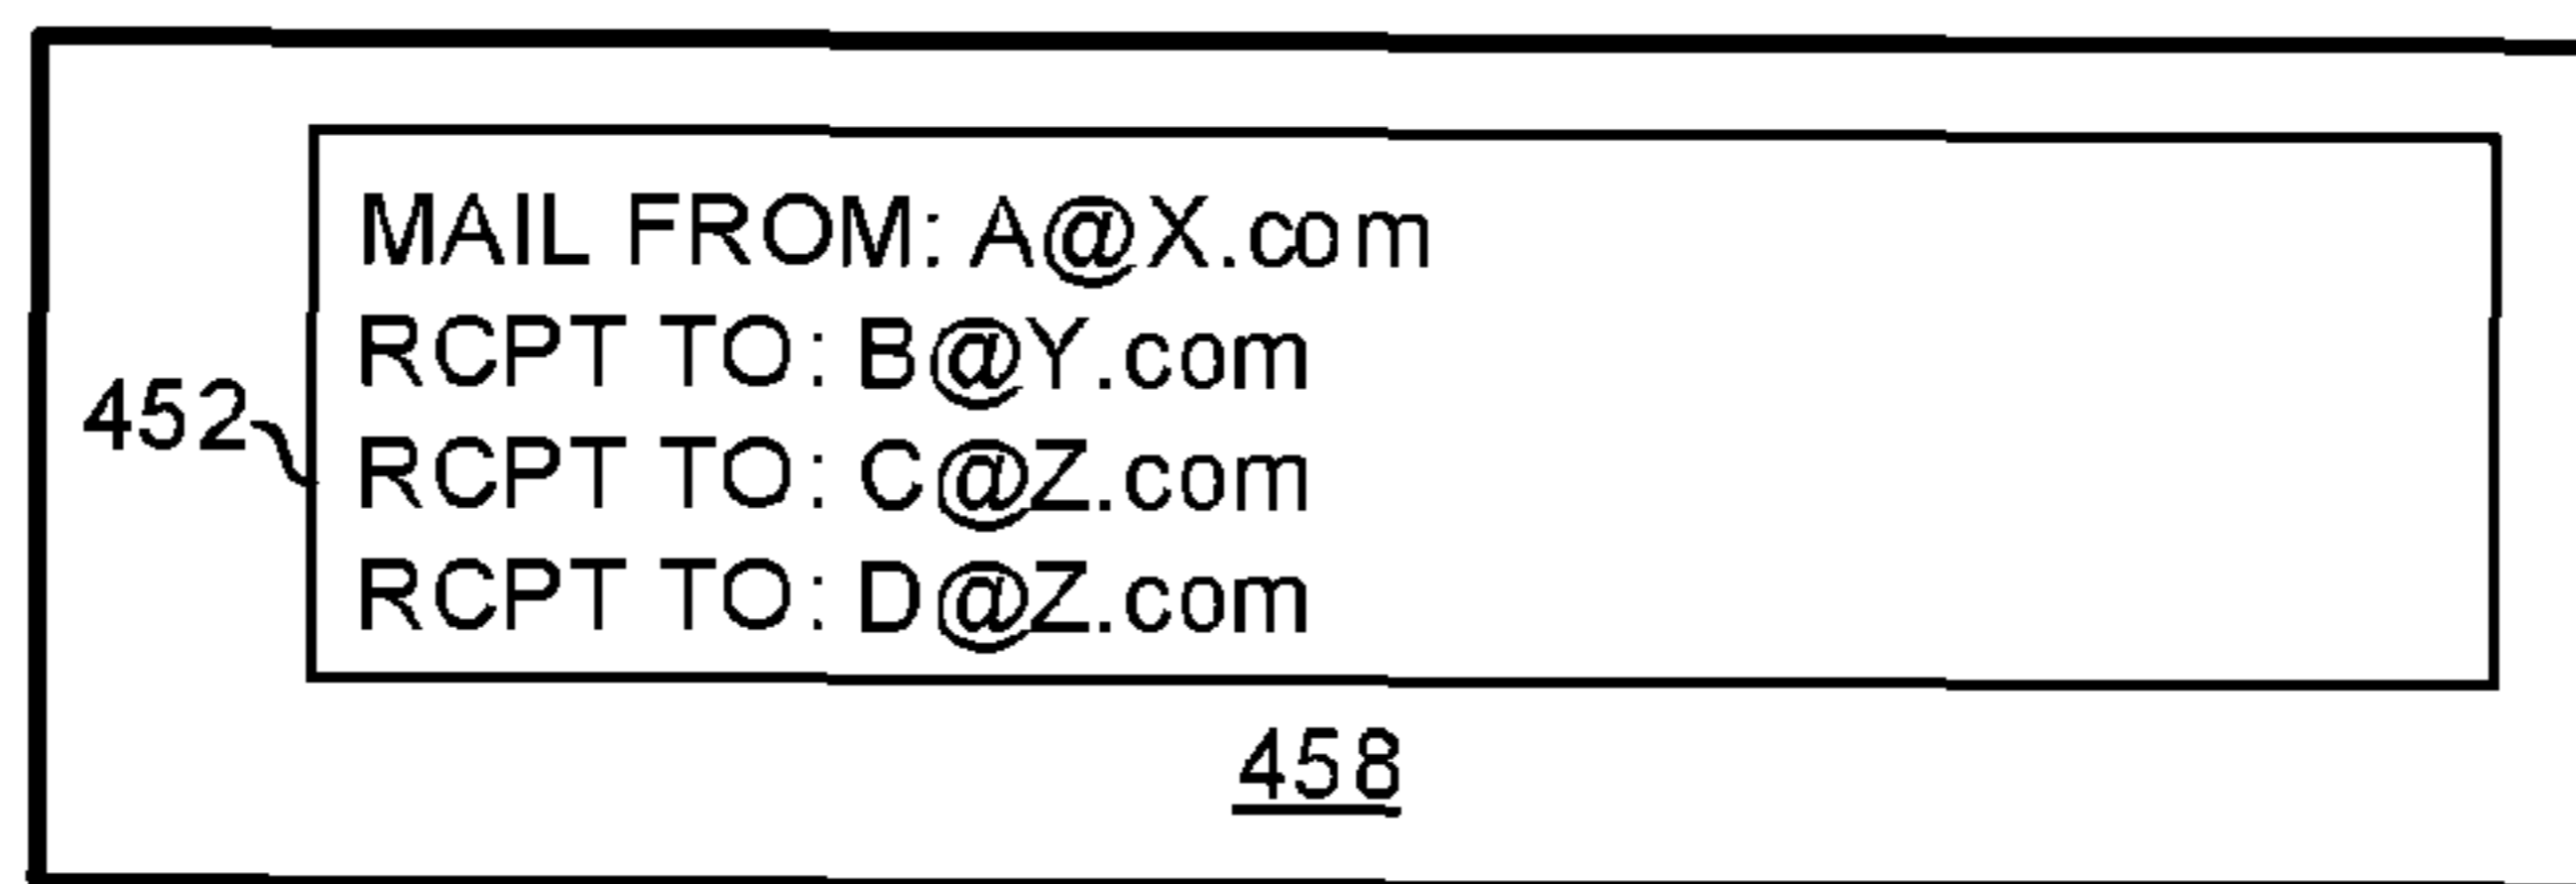 MAIL FROM: A@X.com
RCPT TO: B@Y.com
452
RCPT TO: C@Z.com
RCPT TO: D@Z.com
458